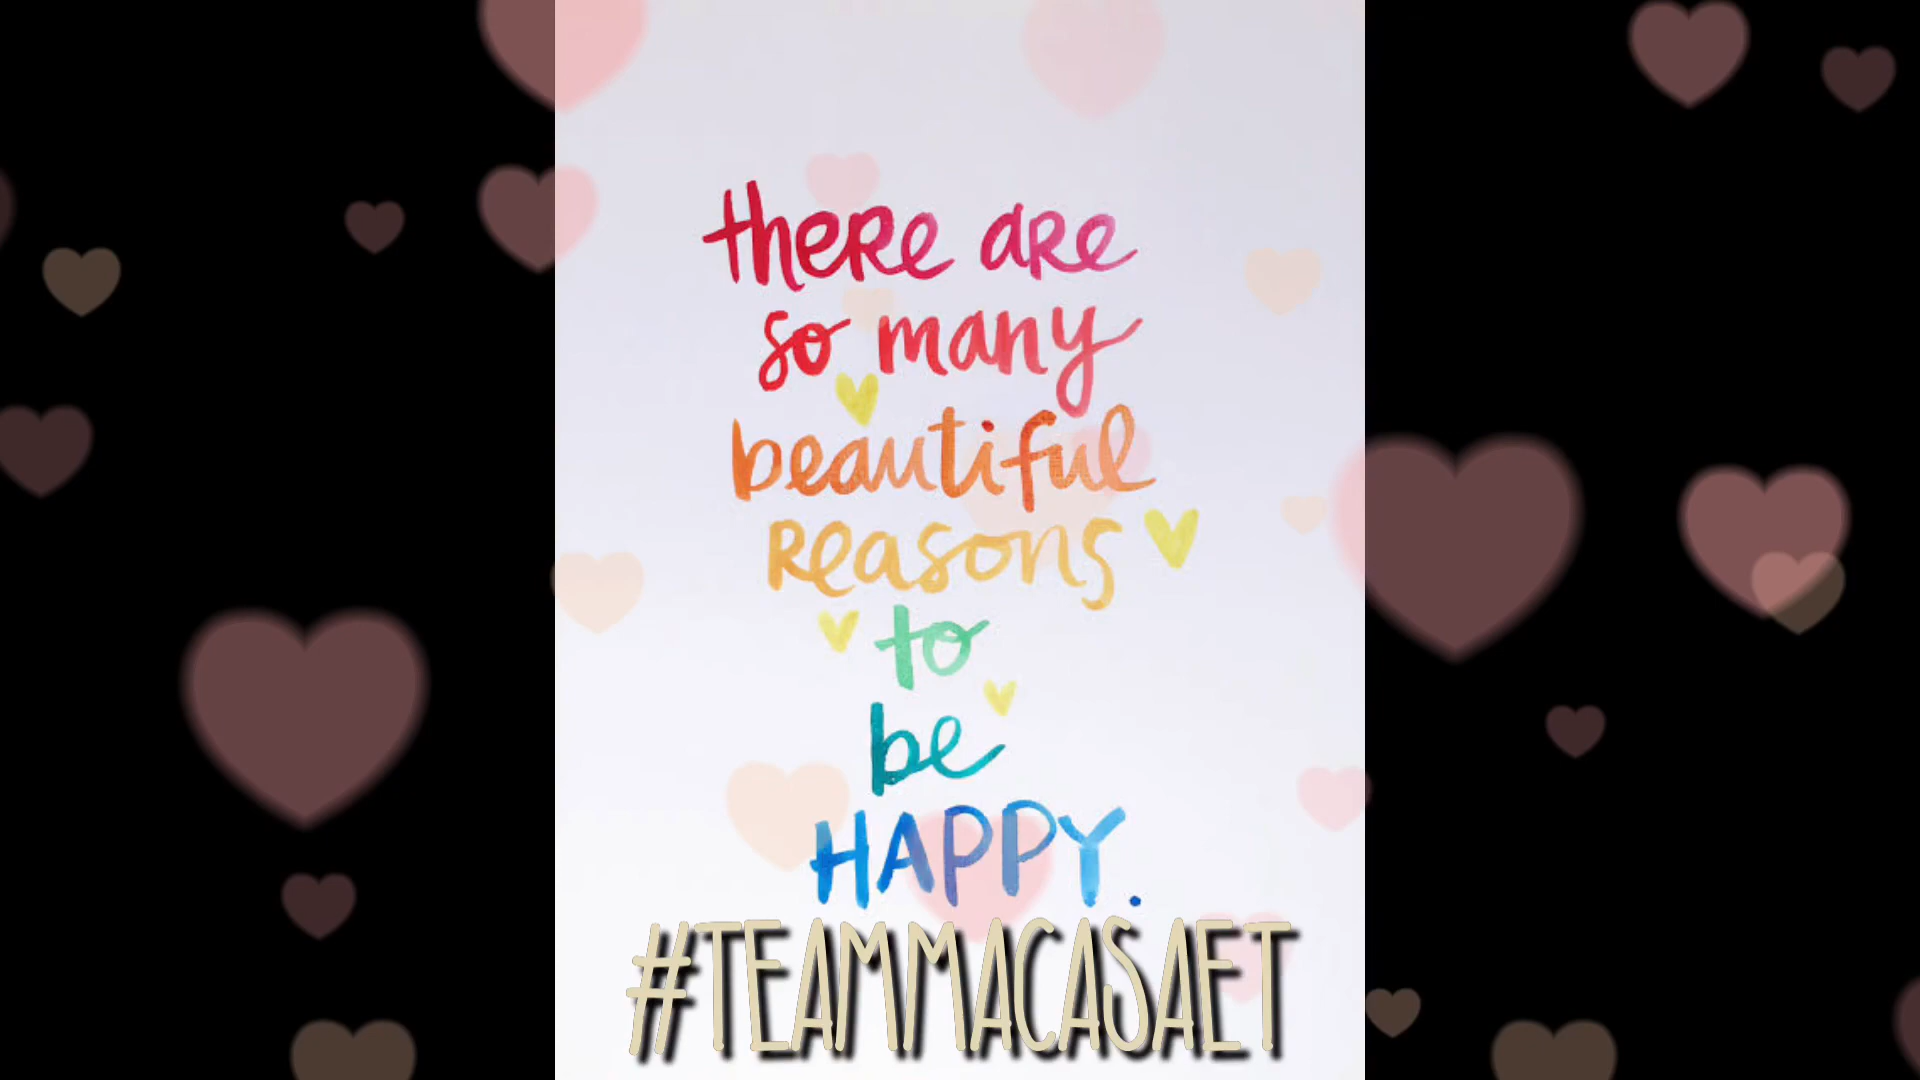 there are
so many
beautiful
reasons
to
be
HAPPY.
#TEAMMACASAET